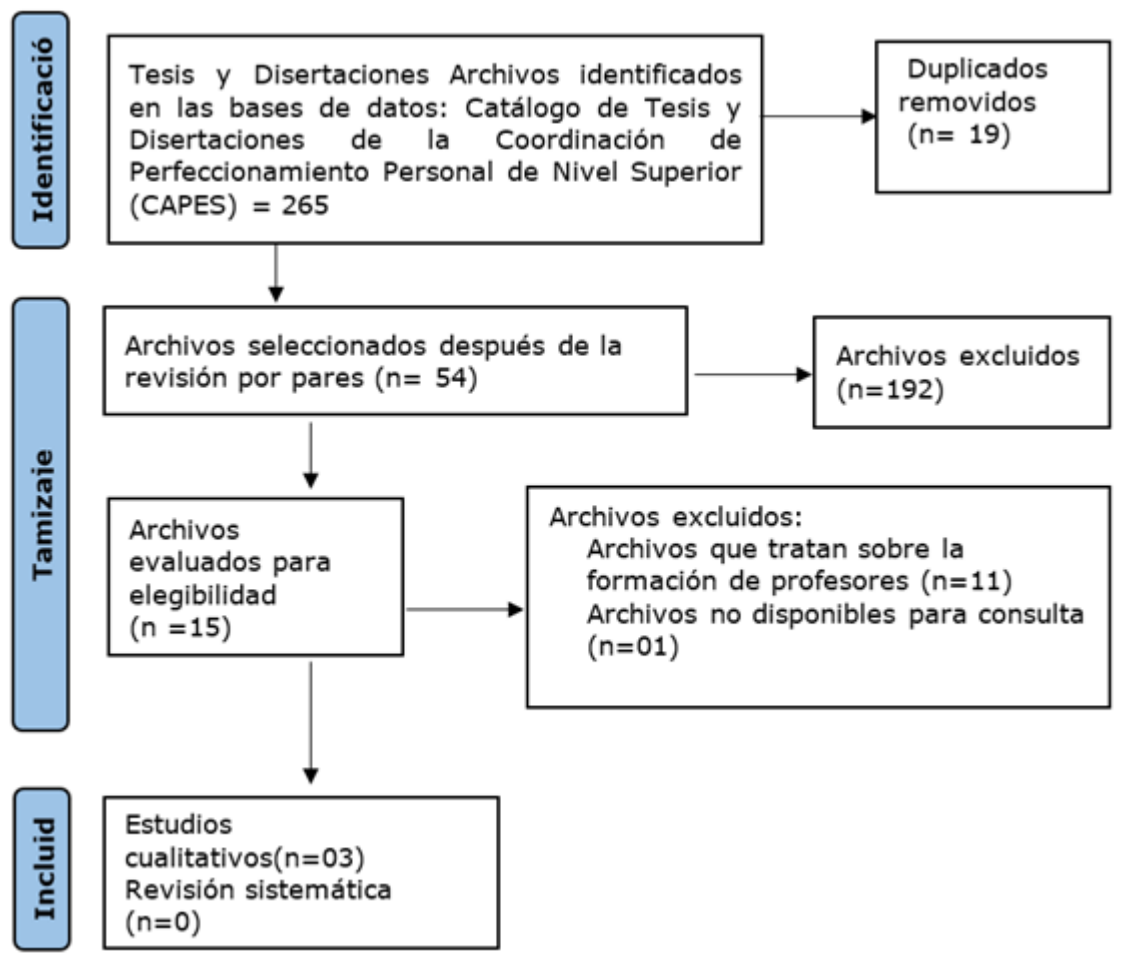 Identificació
Tesis y Disertaciones Archivos identificados
en las bases de datos: Catálogo de Tesis y
Disertaciones de la Coordinación de
Perfeccionamiento Personal de Nivel Superior
(CAPES) = 265
Duplicados
removidos
(n= 19)
Tamizaje
Archivos seleccionados después de la
revisión por pares (n= 54)
Archivos excluidos
(n=192)
Archivos
evaluados para
elegibilidad
(n =15)
Archivos excluidos:
Archivos que tratan sobre la
formación de profesores (n=11)
Archivos no disponibles para consulta
(n=01)
Incluid
Estudios
cualitativos(n=03)
Revisión sistemática
(n=0)